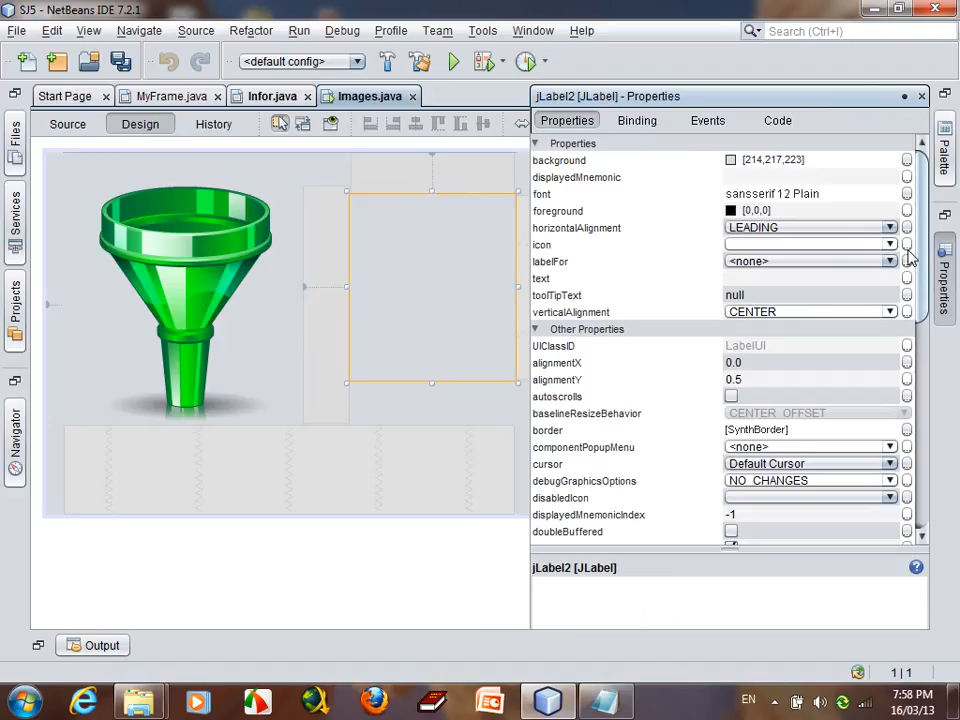 SJ5 - NetBeans IDE 7.2.1
File Edit View Navigate Source Refactor Run Debug Profile Team Tools Window Help
Search (Ctrl+I)
<default config>
Start Page MyFrame.java Infor.java Images.java
jLabel2 [JLabel] - Properties
Source Design History
Properties Binding Events Code
Files
Services
Projects
Navigator
Palette
Properties
Properties
background [214,217,223]
displayedMnemonic
font sansserif 12 Plain
foreground [0,0,0]
horizontalAlignment LEADING
icon
labelFor <none>
text
toolTipText null
verticalAlignment CENTER
Other Properties
UIClassID LabelUI
alignmentX 0.0
alignmentY 0.5
autoscrolls
baselineResizeBehavior CENTER_OFFSET
border [SynthBorder]
componentPopupMenu <none>
cursor Default Cursor
debugGraphicsOptions NO_CHANGES
disabledIcon
displayedMnemonicIndex -1
doubleBuffered
jLabel2 [JLabel]
Output
1 | 1
EN
7:58 PM
16/03/13